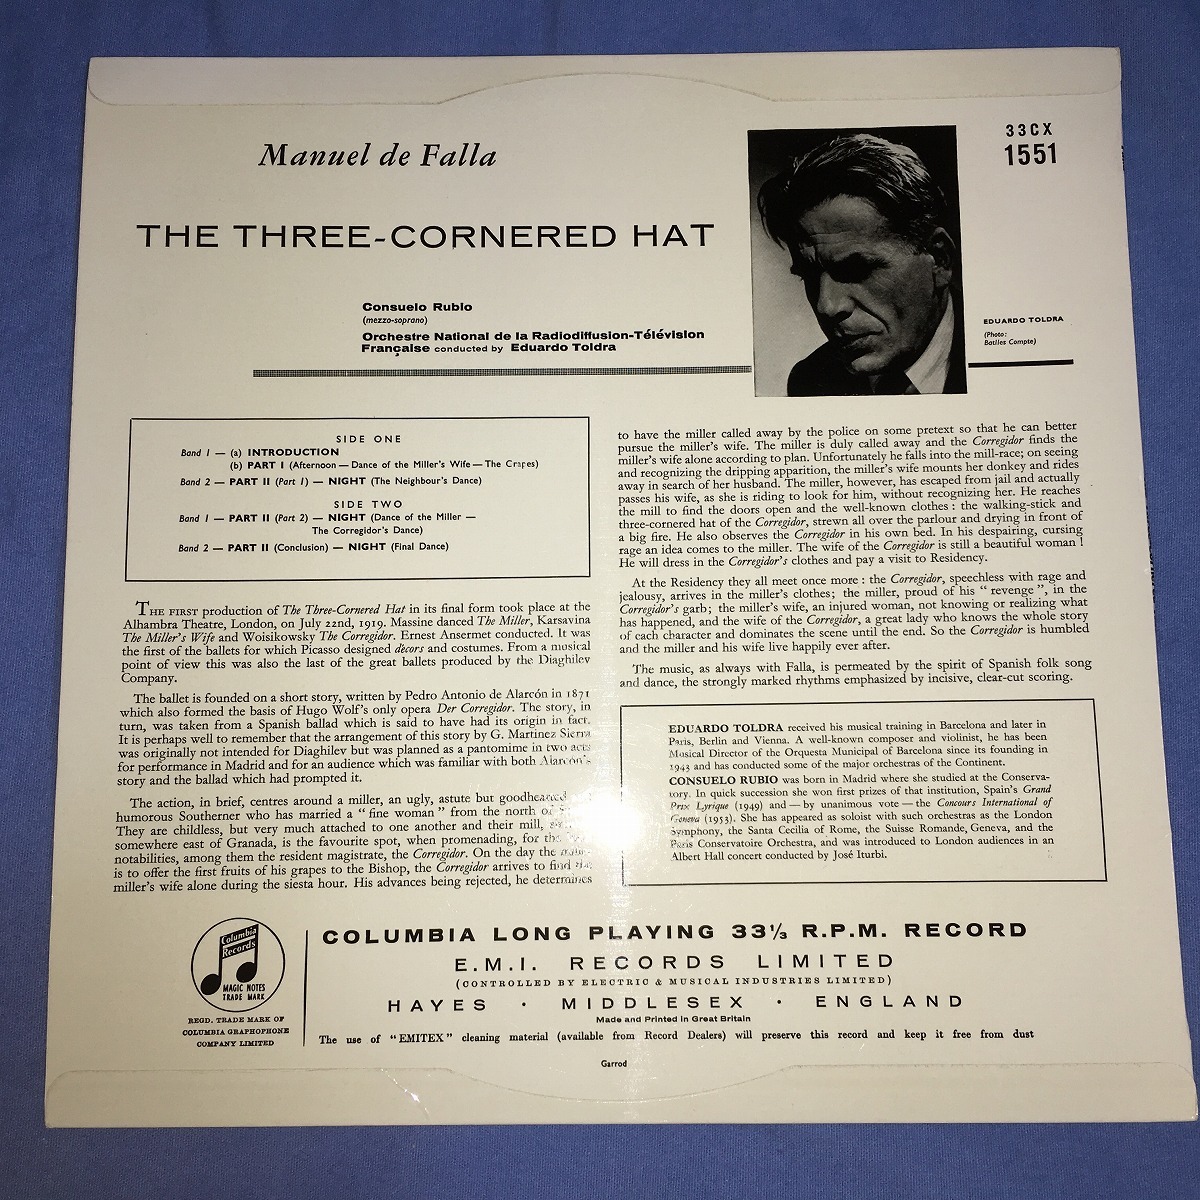 Manuel de Falla
33CX
1551
THE THREE-CORNERED HAT
Consuelo Rubio
(mezzo-soprano)
Orchestre National de la Radiodiffusion-Télévision
Française conducted by Eduardo Toldra
EDUARDO TOLDRA
(Photo:
Batlles Compte)
SIDE ONE
Band 1 — (a) INTRODUCTION
(b) PART I (Afternoon — Dance of the Miller's Wife — The Grapes)
Band 2 — PART II (Part 1) — NIGHT (The Neighbour's Dance)
SIDE TWO
Band 1 — PART II (Part 2) — NIGHT (Dance of the Miller —
The Corregidor's Dance)
Band 2 — PART II (Conclusion) — NIGHT (Final Dance)
THE FIRST production of The Three-Cornered Hat in its final form took place at the
Alhambra Theatre, London, on July 22nd, 1919. Massine danced The Miller, Karsavina
The Miller's Wife and Woisikowsky The Corregidor. Ernest Ansermet conducted. It was
the first of the ballets for which Picasso designed décors and costumes. From a musical
point of view this was also the last of the great ballets produced by the Diaghilev
Company.
The ballet is founded on a short story, written by Pedro Antonio de Alarcón in 1871
which also formed the basis of Hugo Wolf's only opera Der Corregidor. The story, in
turn, was taken from a Spanish ballad which is said to have had its origin in fact.
It is perhaps well to remember that the arrangement of this story by G. Martinez Sierra
was originally not intended for Diaghilev but was planned as a pantomime in two acts
for performance in Madrid and for an audience which was familiar with both Alarcón's
story and the ballad which had prompted it.
The action, in brief, centres around a miller, an ugly, astute but goodhearted
humorous Southerner who has married a " fine woman " from the north of
They are childless, but very much attached to one another and their mill,
somewhere east of Granada, is the favourite spot, when promenading, for the
notabilities, among them the resident magistrate, the Corregidor. On the day the
is to offer the first fruits of his grapes to the Bishop, the Corregidor arrives to find the
miller's wife alone during the siesta hour. His advances being rejected, he determines
to have the miller called away by the police on some pretext so that he can better
pursue the miller's wife. The miller is duly called away and the Corregidor finds the
miller's wife alone according to plan. Unfortunately he falls into the mill-race; on seeing
and recognizing the dripping apparition, the miller's wife mounts her donkey and rides
away in search of her husband. The miller, however, has escaped from jail and actually
passes his wife, as she is riding to look for him, without recognizing her. He reaches
the mill to find the doors open and the well-known clothes : the walking-stick and
three-cornered hat of the Corregidor, strewn all over the parlour and drying in front of
a big fire. He also observes the Corregidor in his own bed. In his despairing, cursing
rage an idea comes to the miller. The wife of the Corregidor is still a beautiful woman !
He will dress in the Corregidor's clothes and pay a visit to Residency.
At the Residency they all meet once more : the Corregidor, speechless with rage and
jealousy, arrives in the miller's clothes; the miller, proud of his " revenge ", in the
Corregidor's garb; the miller's wife, an injured woman, not knowing or realizing what
has happened, and the wife of the Corregidor, a great lady who knows the whole story
of each character and dominates the scene until the end. So the Corregidor is humbled
and the miller and his wife live happily ever after.
The music, as always with Falla, is permeated by the spirit of Spanish folk song
and dance, the strongly marked rhythms emphasized by incisive, clear-cut scoring.
EDUARDO TOLDRA received his musical training in Barcelona and later in
Paris, Berlin and Vienna. A well-known composer and violinist, he has been
Musical Director of the Orquesta Municipal of Barcelona since its founding in
1943 and has conducted some of the major orchestras of the Continent.
CONSUELO RUBIO was born in Madrid where she studied at the Conserva-
tory. In quick succession she won first prizes of that institution, Spain's Grand
Prix Lyrique (1949) and — by unanimous vote — the Concours International of
Geneva (1953). She has appeared as soloist with such orchestras as the London
Symphony, the Santa Cecilia of Rome, the Suisse Romande, Geneva, and the
Paris Conservatoire Orchestra, and was introduced to London audiences in an
Albert Hall concert conducted by José Iturbi.
Columbia
Records
MAGIC NOTES
TRADE MARK
REGD. TRADE MARK OF
COLUMBIA GRAPHOPHONE
COMPANY LIMITED
COLUMBIA LONG PLAYING 33⅓ R.P.M. RECORD
E.M.I. RECORDS LIMITED
(CONTROLLED BY ELECTRIC & MUSICAL INDUSTRIES LIMITED)
HAYES · MIDDLESEX · ENGLAND
Made and Printed in Great Britain
The use of "EMITEX" cleaning material (available from Record Dealers) will preserve this record and keep it free from dust
Garrod